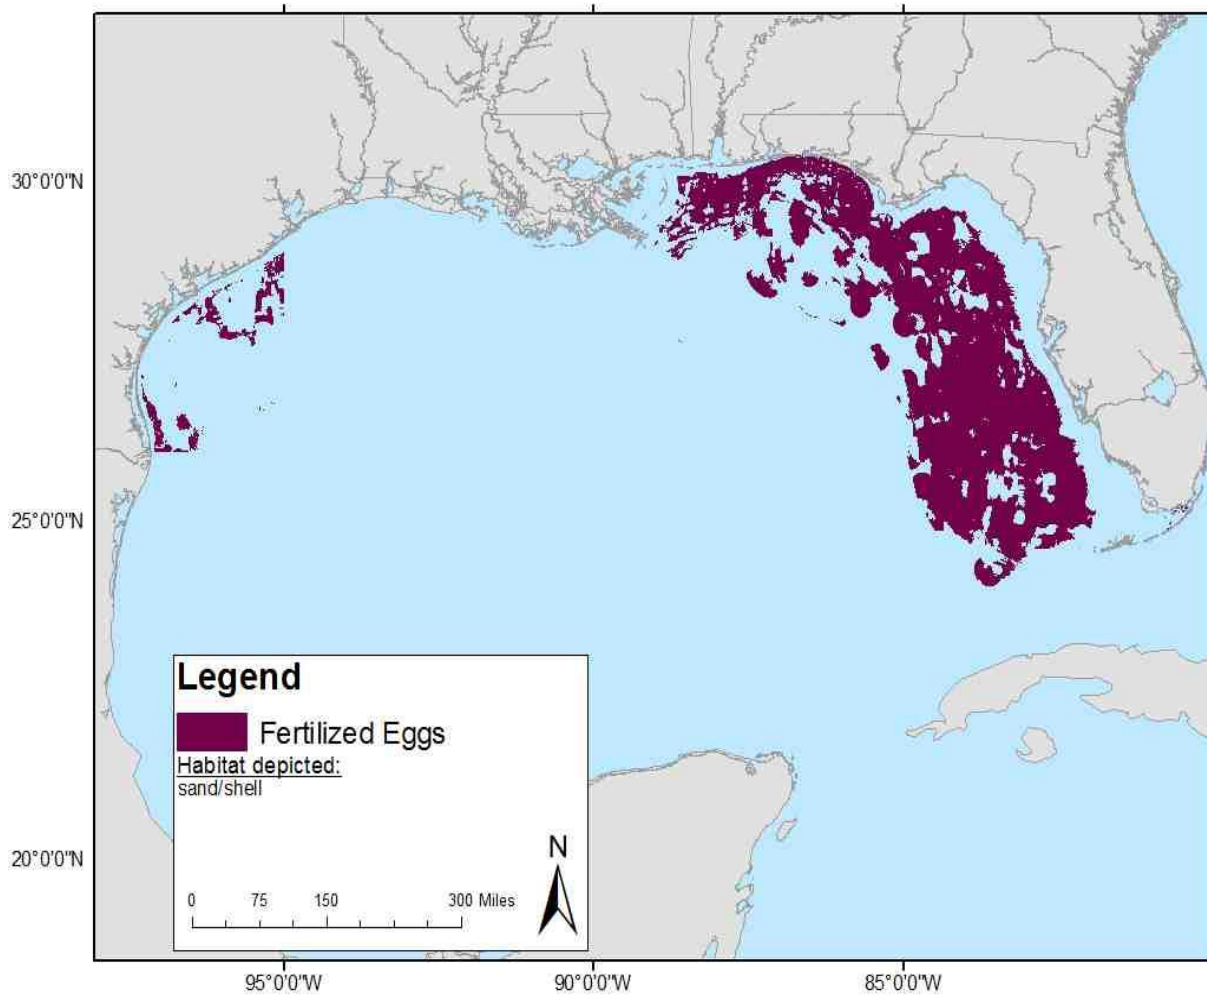 30°0'0"N
25°0'0"N
20°0'0"N
Legend
Fertilized Eggs
Habitat depicted:
sand/shell
N
0 75 150 300 Miles
95°0'0"W 90°0'0"W 85°0'0"W